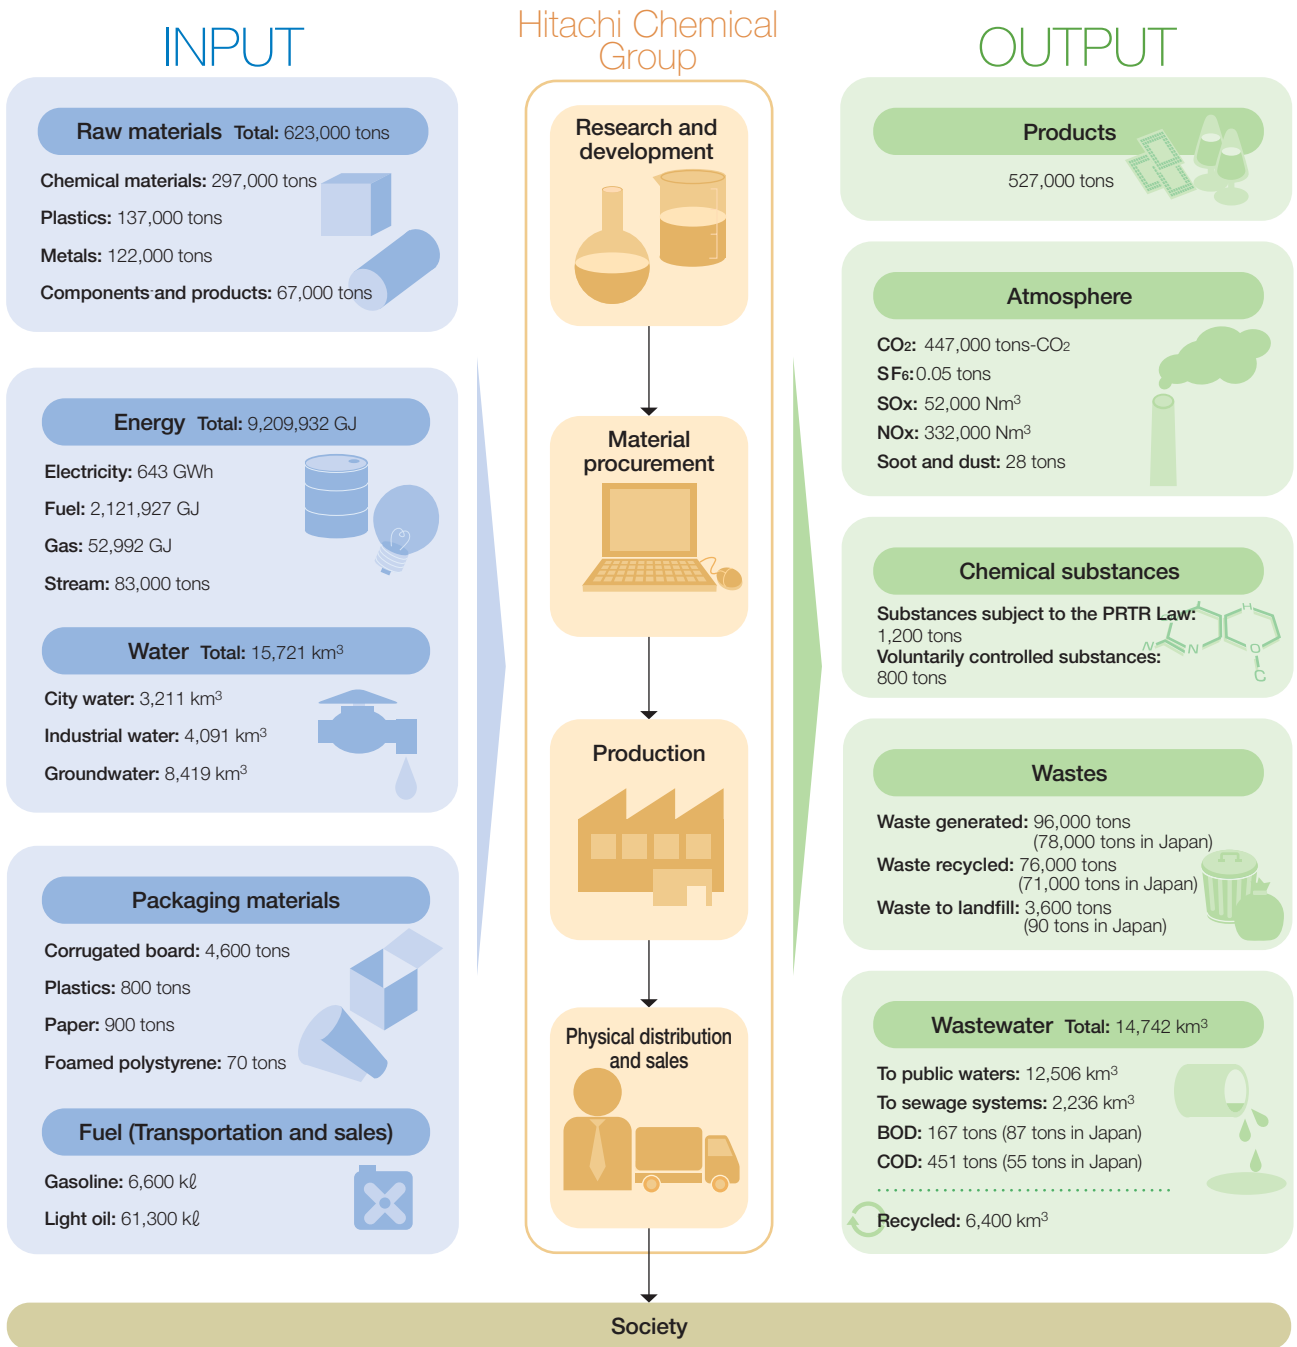 INPUT
Raw materials Total: 623,000 tons
Chemical materials: 297,000 tons
Plastics: 137,000 tons
Metals: 122,000 tons
Components and products: 67,000 tons
Energy Total: 9,209,932 GJ
Electricity: 643 GWh
Fuel: 2,121,927 GJ
Gas: 52,992 GJ
Stream: 83,000 tons
Water Total: 15,721 km³
City water: 3,211 km³
Industrial water: 4,091 km³
Groundwater: 8,419 km³
Packaging materials
Corrugated board: 4,600 tons
Plastics: 800 tons
Paper: 900 tons
Foamed polystyrene: 70 tons
Fuel (Transportation and sales)
Gasoline: 6,600 kℓ
Light oil: 61,300 kℓ
Hitachi Chemical
Group
Research and
development
Material
procurement
Production
Physical distribution
and sales
OUTPUT
Products
527,000 tons
Atmosphere
CO₂: 447,000 tons-CO₂
SF₆: 0.05 tons
SOx: 52,000 Nm³
NOx: 332,000 Nm³
Soot and dust: 28 tons
Chemical substances
Substances subject to the PRTR Law:
1,200 tons
Voluntarily controlled substances:
800 tons
H
N
N
O
C
Wastes
Waste generated: 96,000 tons
(78,000 tons in Japan)
Waste recycled: 76,000 tons
(71,000 tons in Japan)
Waste to landfill: 3,600 tons
(90 tons in Japan)
Wastewater Total: 14,742 km³
To public waters: 12,506 km³
To sewage systems: 2,236 km³
BOD: 167 tons (87 tons in Japan)
COD: 451 tons (55 tons in Japan)
Recycled: 6,400 km³
Society